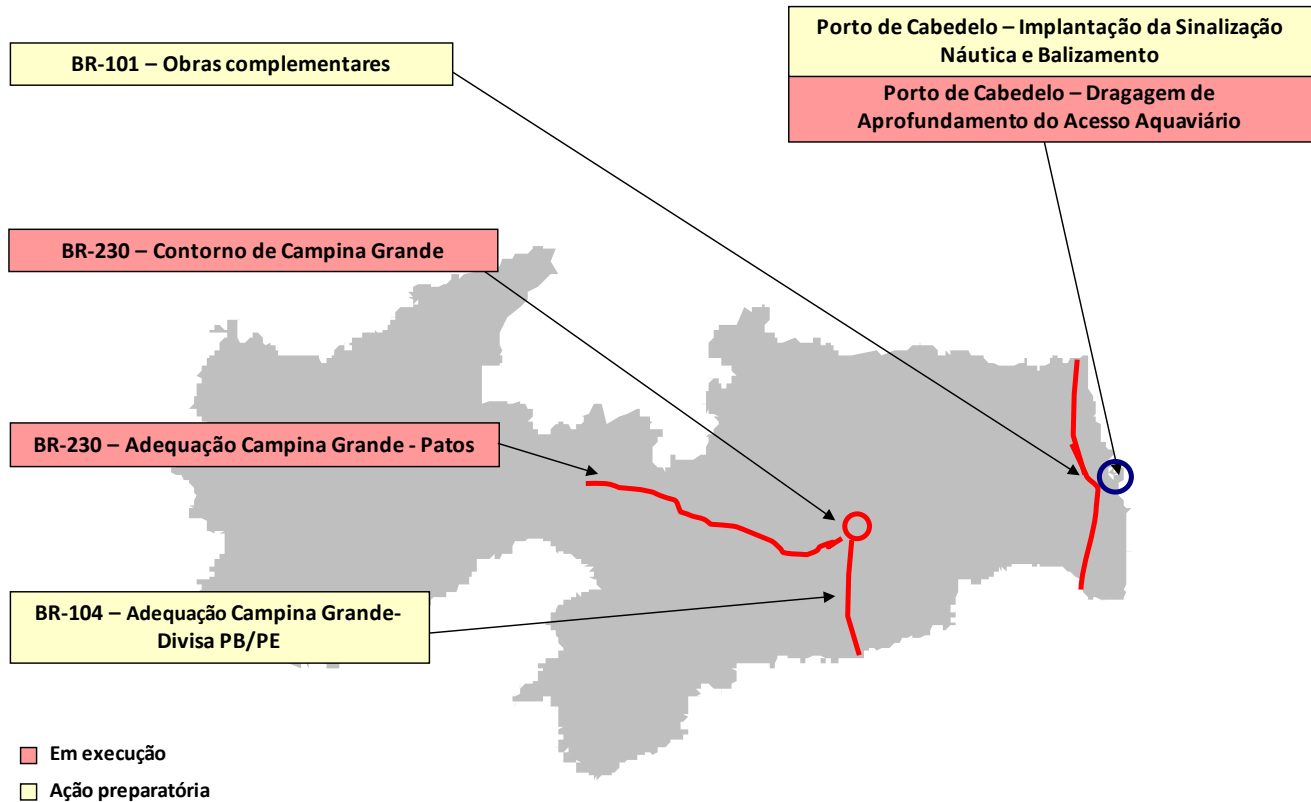 Porto de Cabedelo – Implantação da Sinalização
Náutica e Balizamento
BR-101 – Obras complementares
Porto de Cabedelo – Dragagem de
Aprofundamento do Acesso Aquaviário
BR-230 – Contorno de Campina Grande
BR-230 – Adequação Campina Grande - Patos
BR-104 – Adequação Campina Grande-
Divisa PB/PE
Em execução
Ação preparatória